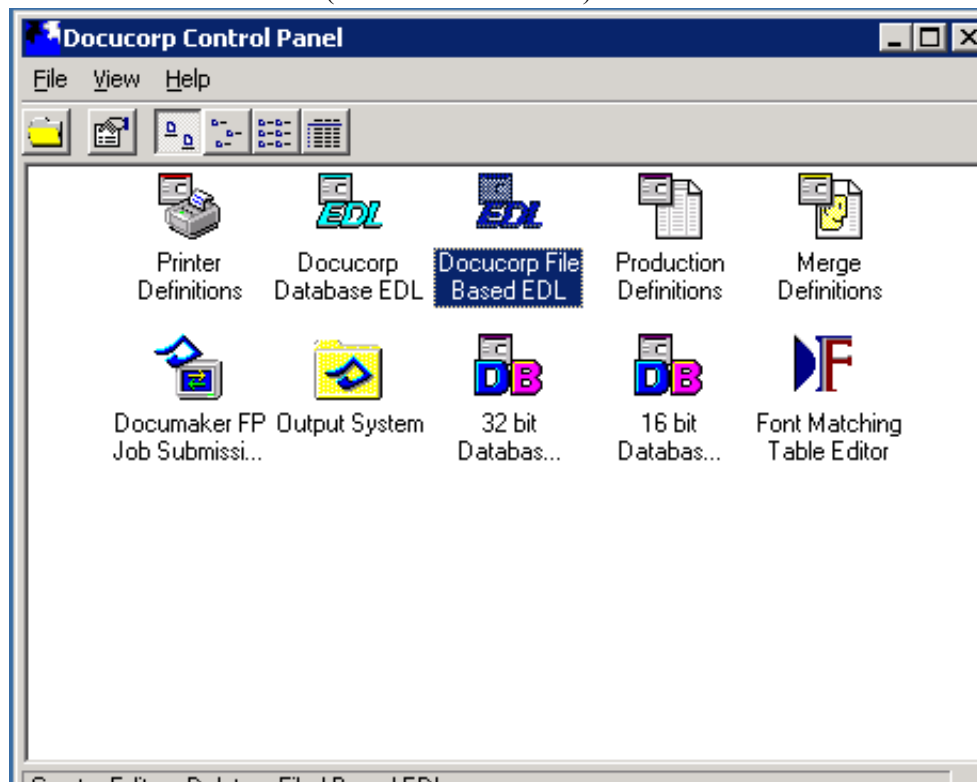 Docucorp Control Panel
File View Help
Printer Definitions
Docucorp Database EDL
Docucorp File Based EDL
Production Definitions
Merge Definitions
Documaker FP Job Submissi...
Output System
32 bit Databas...
16 bit Databas...
Font Matching Table Editor